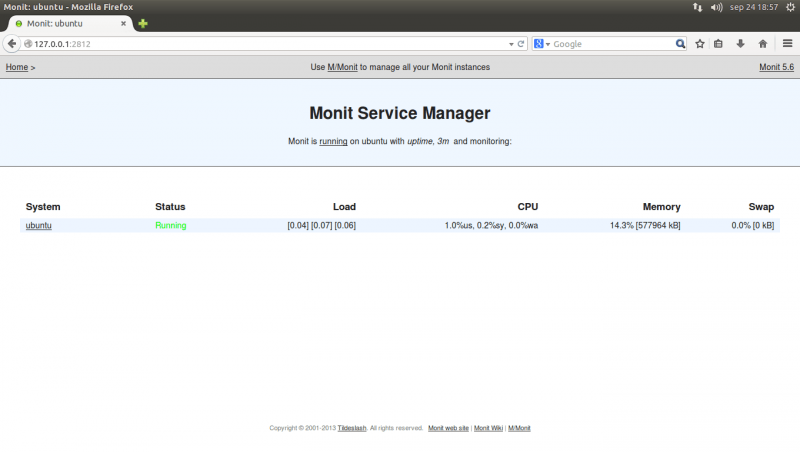 Monit: ubuntu - Mozilla Firefox
sep 24 18:57
Monit: ubuntu
127.0.0.1:2812
Google
Home >
Use M/Monit to manage all your Monit instances
Monit 5.6
Monit Service Manager
Monit is running on ubuntu with uptime, 3m and monitoring:
System Status Load CPU Memory Swap
ubuntu Running [0.04] [0.07] [0.06] 1.0%us, 0.2%sy, 0.0%wa 14.3% [577964 kB] 0.0% [0 kB]
Copyright © 2001-2013 Tildeslash. All rights reserved. Monit web site | Monit Wiki | M/Monit